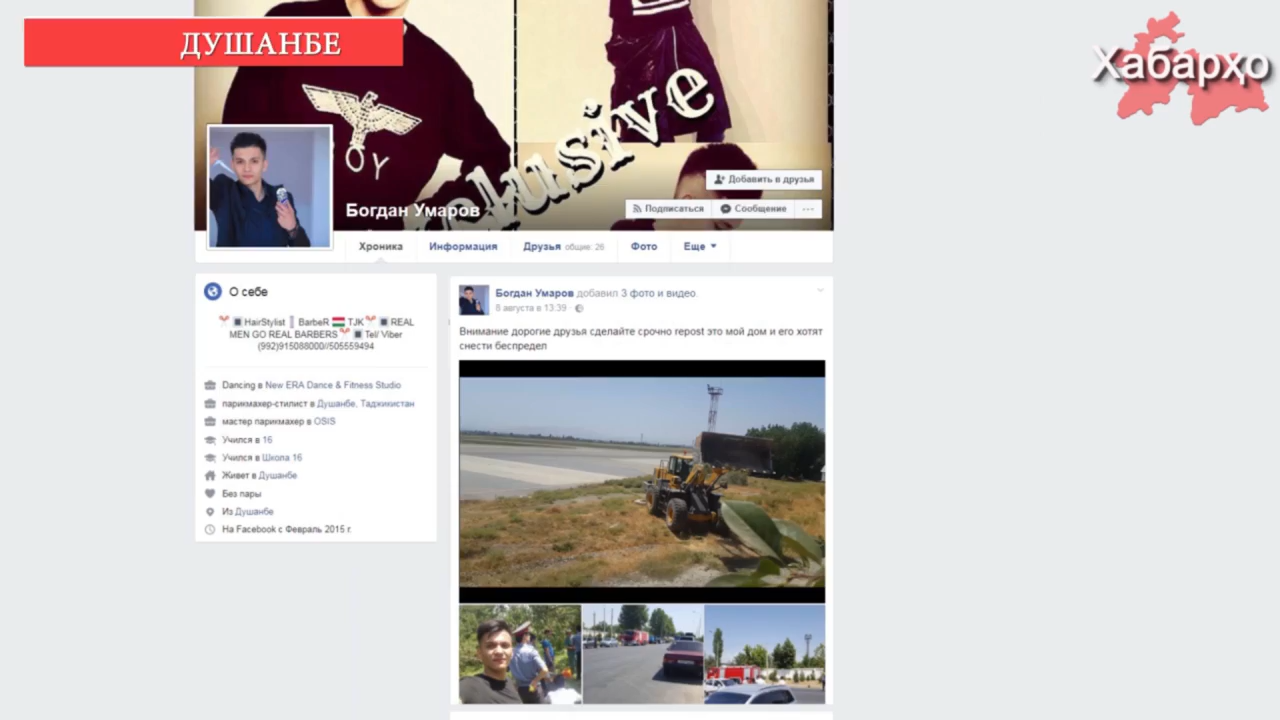 ДУШАНБЕ
Хабарҳо
OY
Exclusive
Добавить в друзья
Богдан Умаров
Подписаться
Сообщение
Хроника
Информация
Друзья общие: 26
Фото
Еще
О себе
HairStylist BarbeR TJK REAL
MEN GO REAL BARBERS Tel/ Viber
(992)915088000//505559494
Dancing в New ERA Dance & Fitness Studio
парикмахер-стилист в Душанбе, Таджикистан
мастер парикмахер в OSIS
Учился в 16
Учился в Школа 16
Живет в Душанбе
Без пары
Из Душанбе
На Facebook с Февраль 2015 г.
Богдан Умаров добавил 3 фото и видео.
8 августа в 13:39 ·
Внимание дорогие друзья сделайте срочно repost это мой дом и его хотят
снести беспредел